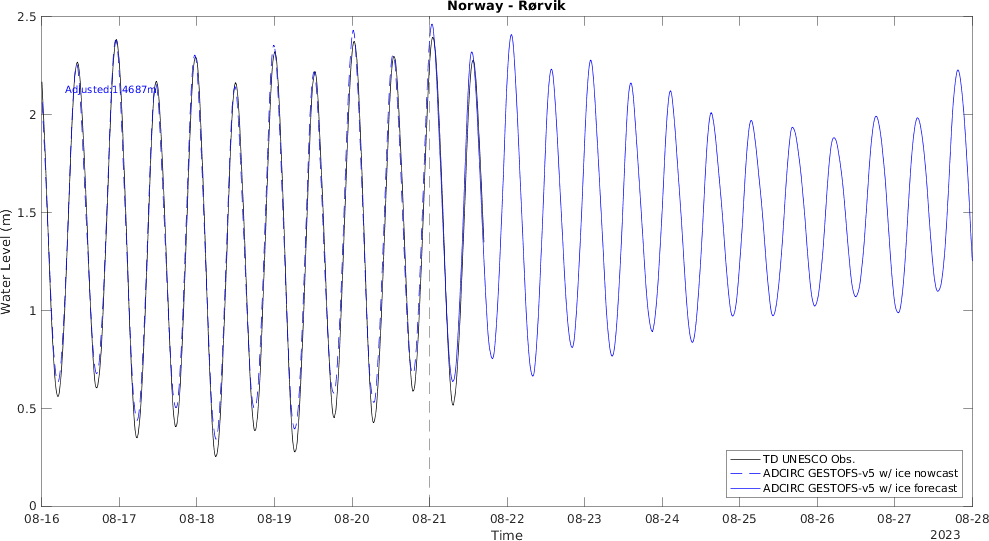 Norway - Rørvik
2.5
2
1.5
1
0.5
0
Water Level (m)
Adjusted:1.4687m
TD UNESCO Obs.
ADCIRC GESTOFS-v5 w/ ice nowcast
ADCIRC GESTOFS-v5 w/ ice forecast
08-16 08-17 08-18 08-19 08-20 08-21 08-22 08-23 08-24 08-25 08-26 08-27 08-28
Time
2023